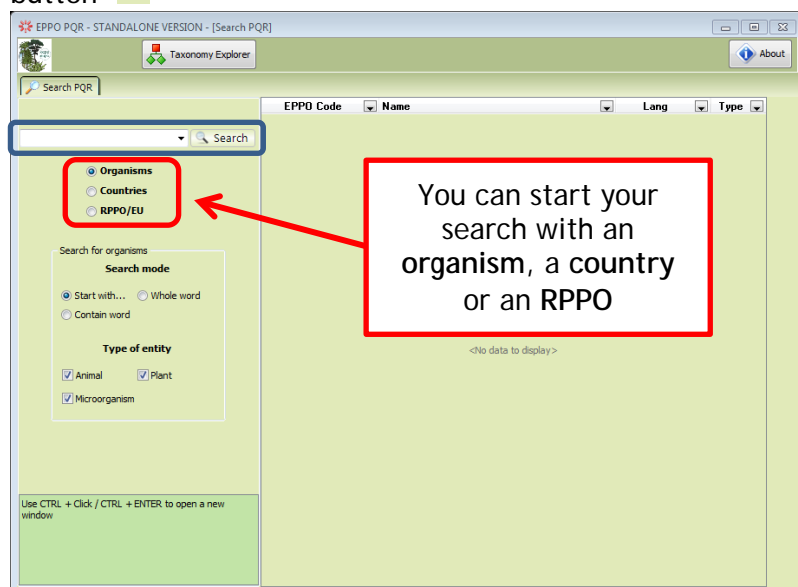 button
EPPO PQR - STANDALONE VERSION - [Search PQR]
Taxonomy Explorer
About
Search PQR
EPPO Code Name Lang Type
Search
Organisms
Countries
RPPO/EU
You can start your
search with an
organism, a country
or an RPPO
Search for organisms
Search mode
Start with... Whole word
Contain word
Type of entity
Animal Plant
Microorganism
<No data to display>
Use CTRL + Click / CTRL + ENTER to open a new
window